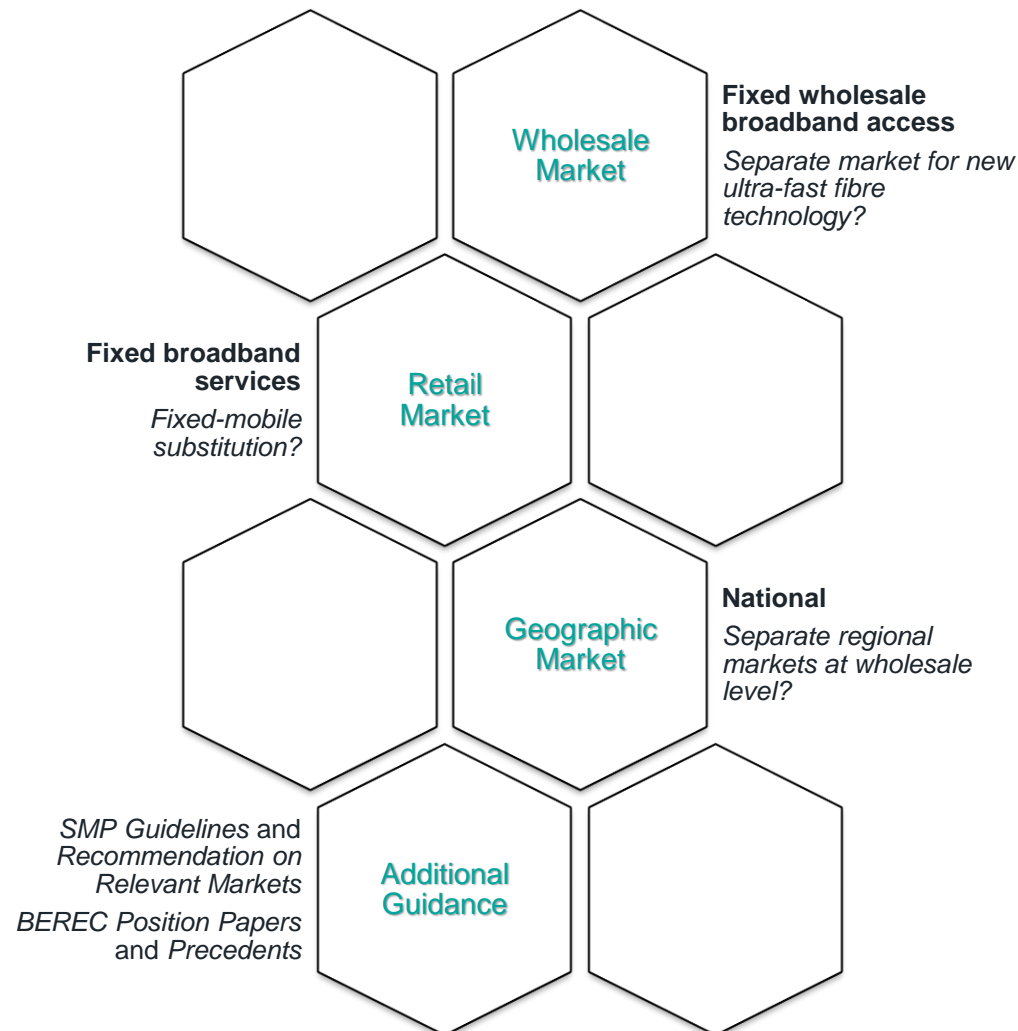 Wholesale
Market
Fixed wholesale
broadband access
Separate market for new
ultra-fast fibre
technology?
Fixed broadband
services
Fixed-mobile
substitution?
Retail
Market
Geographic
Market
National
Separate regional
markets at wholesale
level?
SMP Guidelines and
Recommendation on
Relevant Markets
BEREC Position Papers
and Precedents
Additional
Guidance